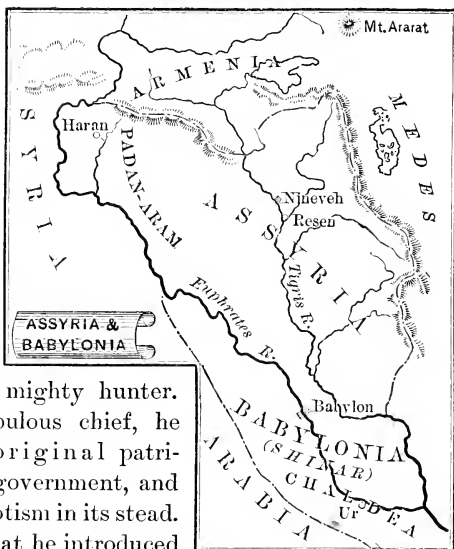 Mt. Ararat
ARMENIA
MEDES
SYRIA
Haran
PADAN-ARAM
ASSYRIA
Nineveh
Resen
Tigris R.
Euphrates R.
ASSYRIA &
BABYLONIA
Babylon
BABYLONIA
(SHINAR)
CHALDEA
Ur
ARABIA
mighty hunter.
pulous chief, he
original patri-
government, and
otism in its stead.
at he introduced